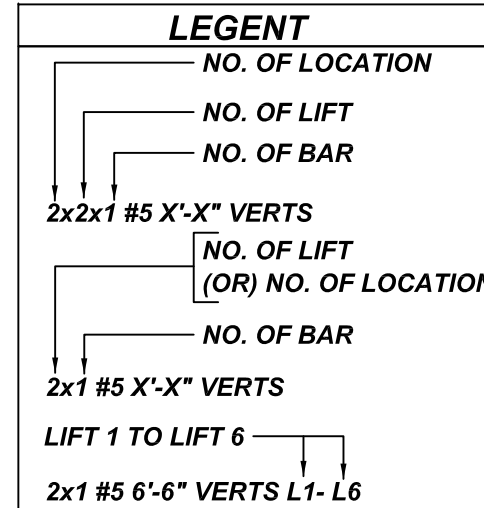 LEGENT
NO. OF LOCATION
NO. OF LIFT
NO. OF BAR
2x2x1 #5 X'-X" VERTS
NO. OF LIFT
(OR) NO. OF LOCATION
NO. OF BAR
2x1 #5 X'-X" VERTS
LIFT 1 TO LIFT 6
2x1 #5 6'-6" VERTS L1- L6